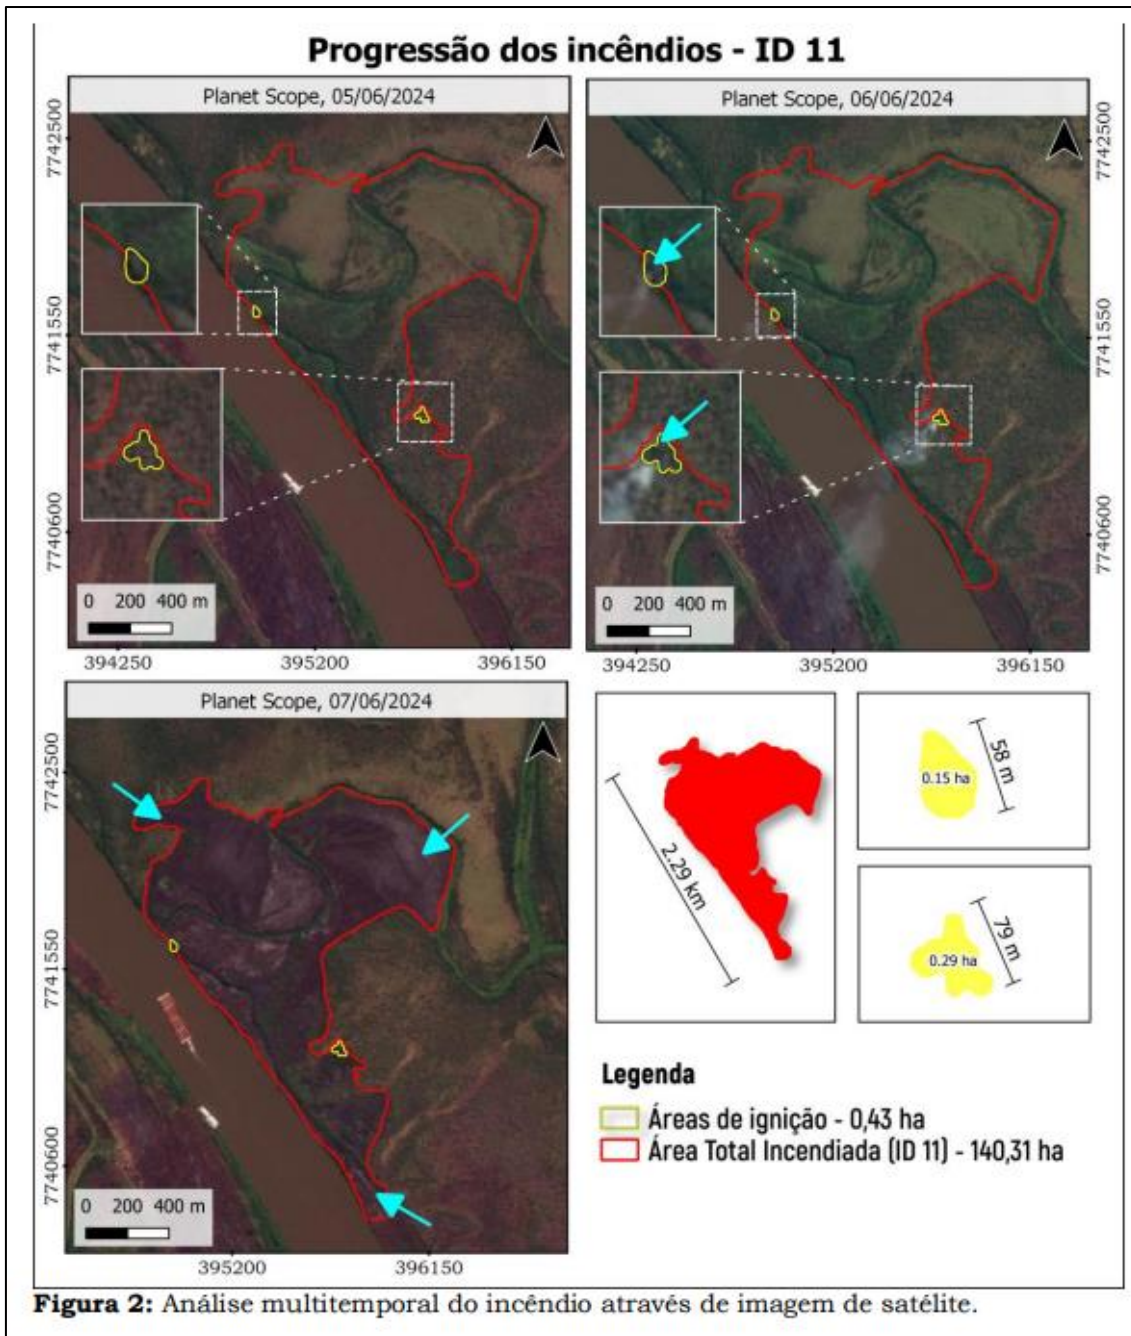 Progressão dos incêndios - ID 11
Planet Scope, 05/06/2024
7742500
7741550
7740600
0 200 400 m
394250 395200 396150
Planet Scope, 06/06/2024
7742500
7741550
7740600
0 200 400 m
394250 395200 396150
Planet Scope, 07/06/2024
7742500
7741550
7740600
0 200 400 m
395200 396150
2.29 km
0.15 ha
58 m
0.29 ha
79 m
Legenda
Áreas de ignição - 0,43 ha
Área Total Incendiada (ID 11) - 140,31 ha
Figura 2: Análise multitemporal do incêndio através de imagem de satélite.